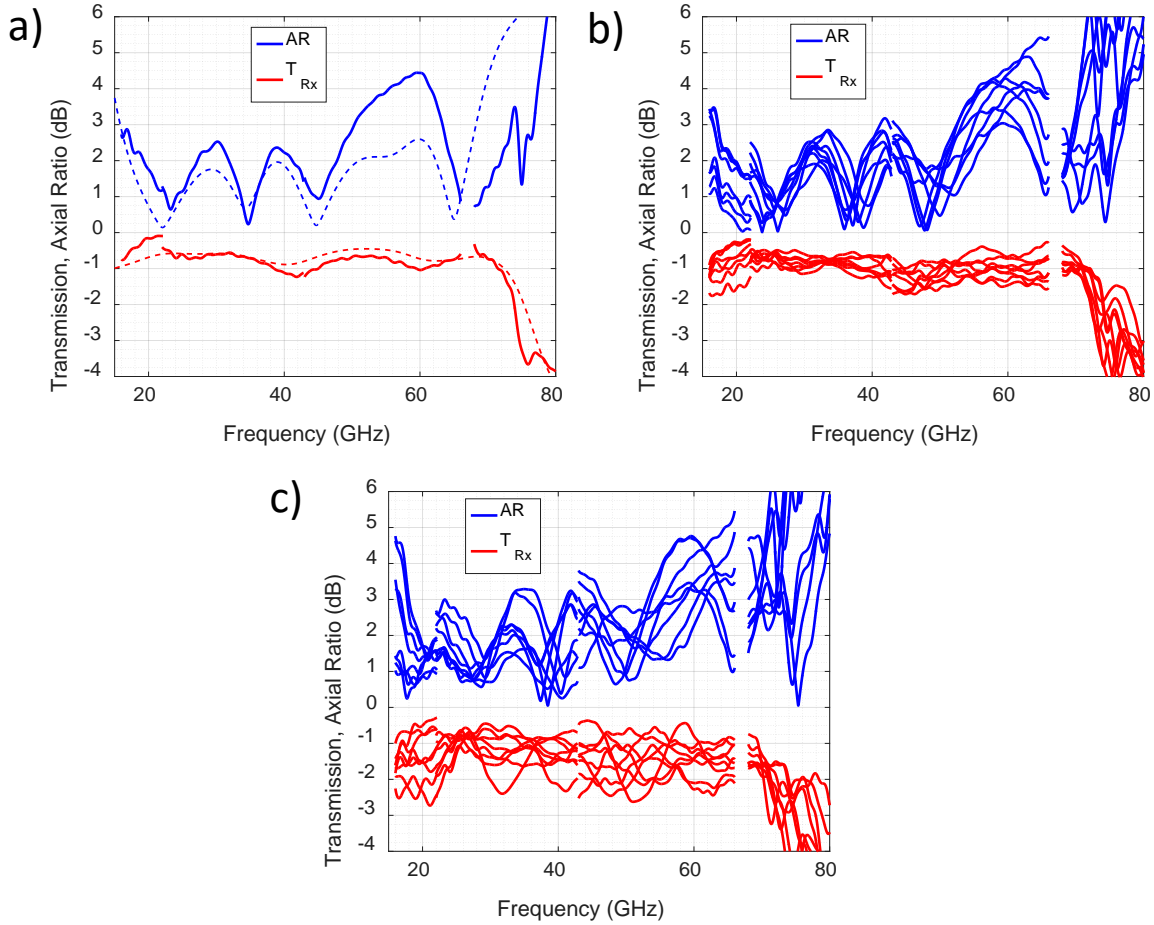 a)
6
5
4
3
2
1
0
-1
-2
-3
-4
Transmission, Axial Ratio (dB)
AR
T Rx
20 40 60 80
Frequency (GHz)
b)
6
5
4
3
2
1
0
-1
-2
-3
-4
Transmission, Axial Ratio (dB)
AR
T Rx
20 40 60 80
Frequency (GHz)
c)
6
5
4
3
2
1
0
-1
-2
-3
-4
Transmission, Axial Ratio (dB)
AR
T Rx
20 40 60 80
Frequency (GHz)